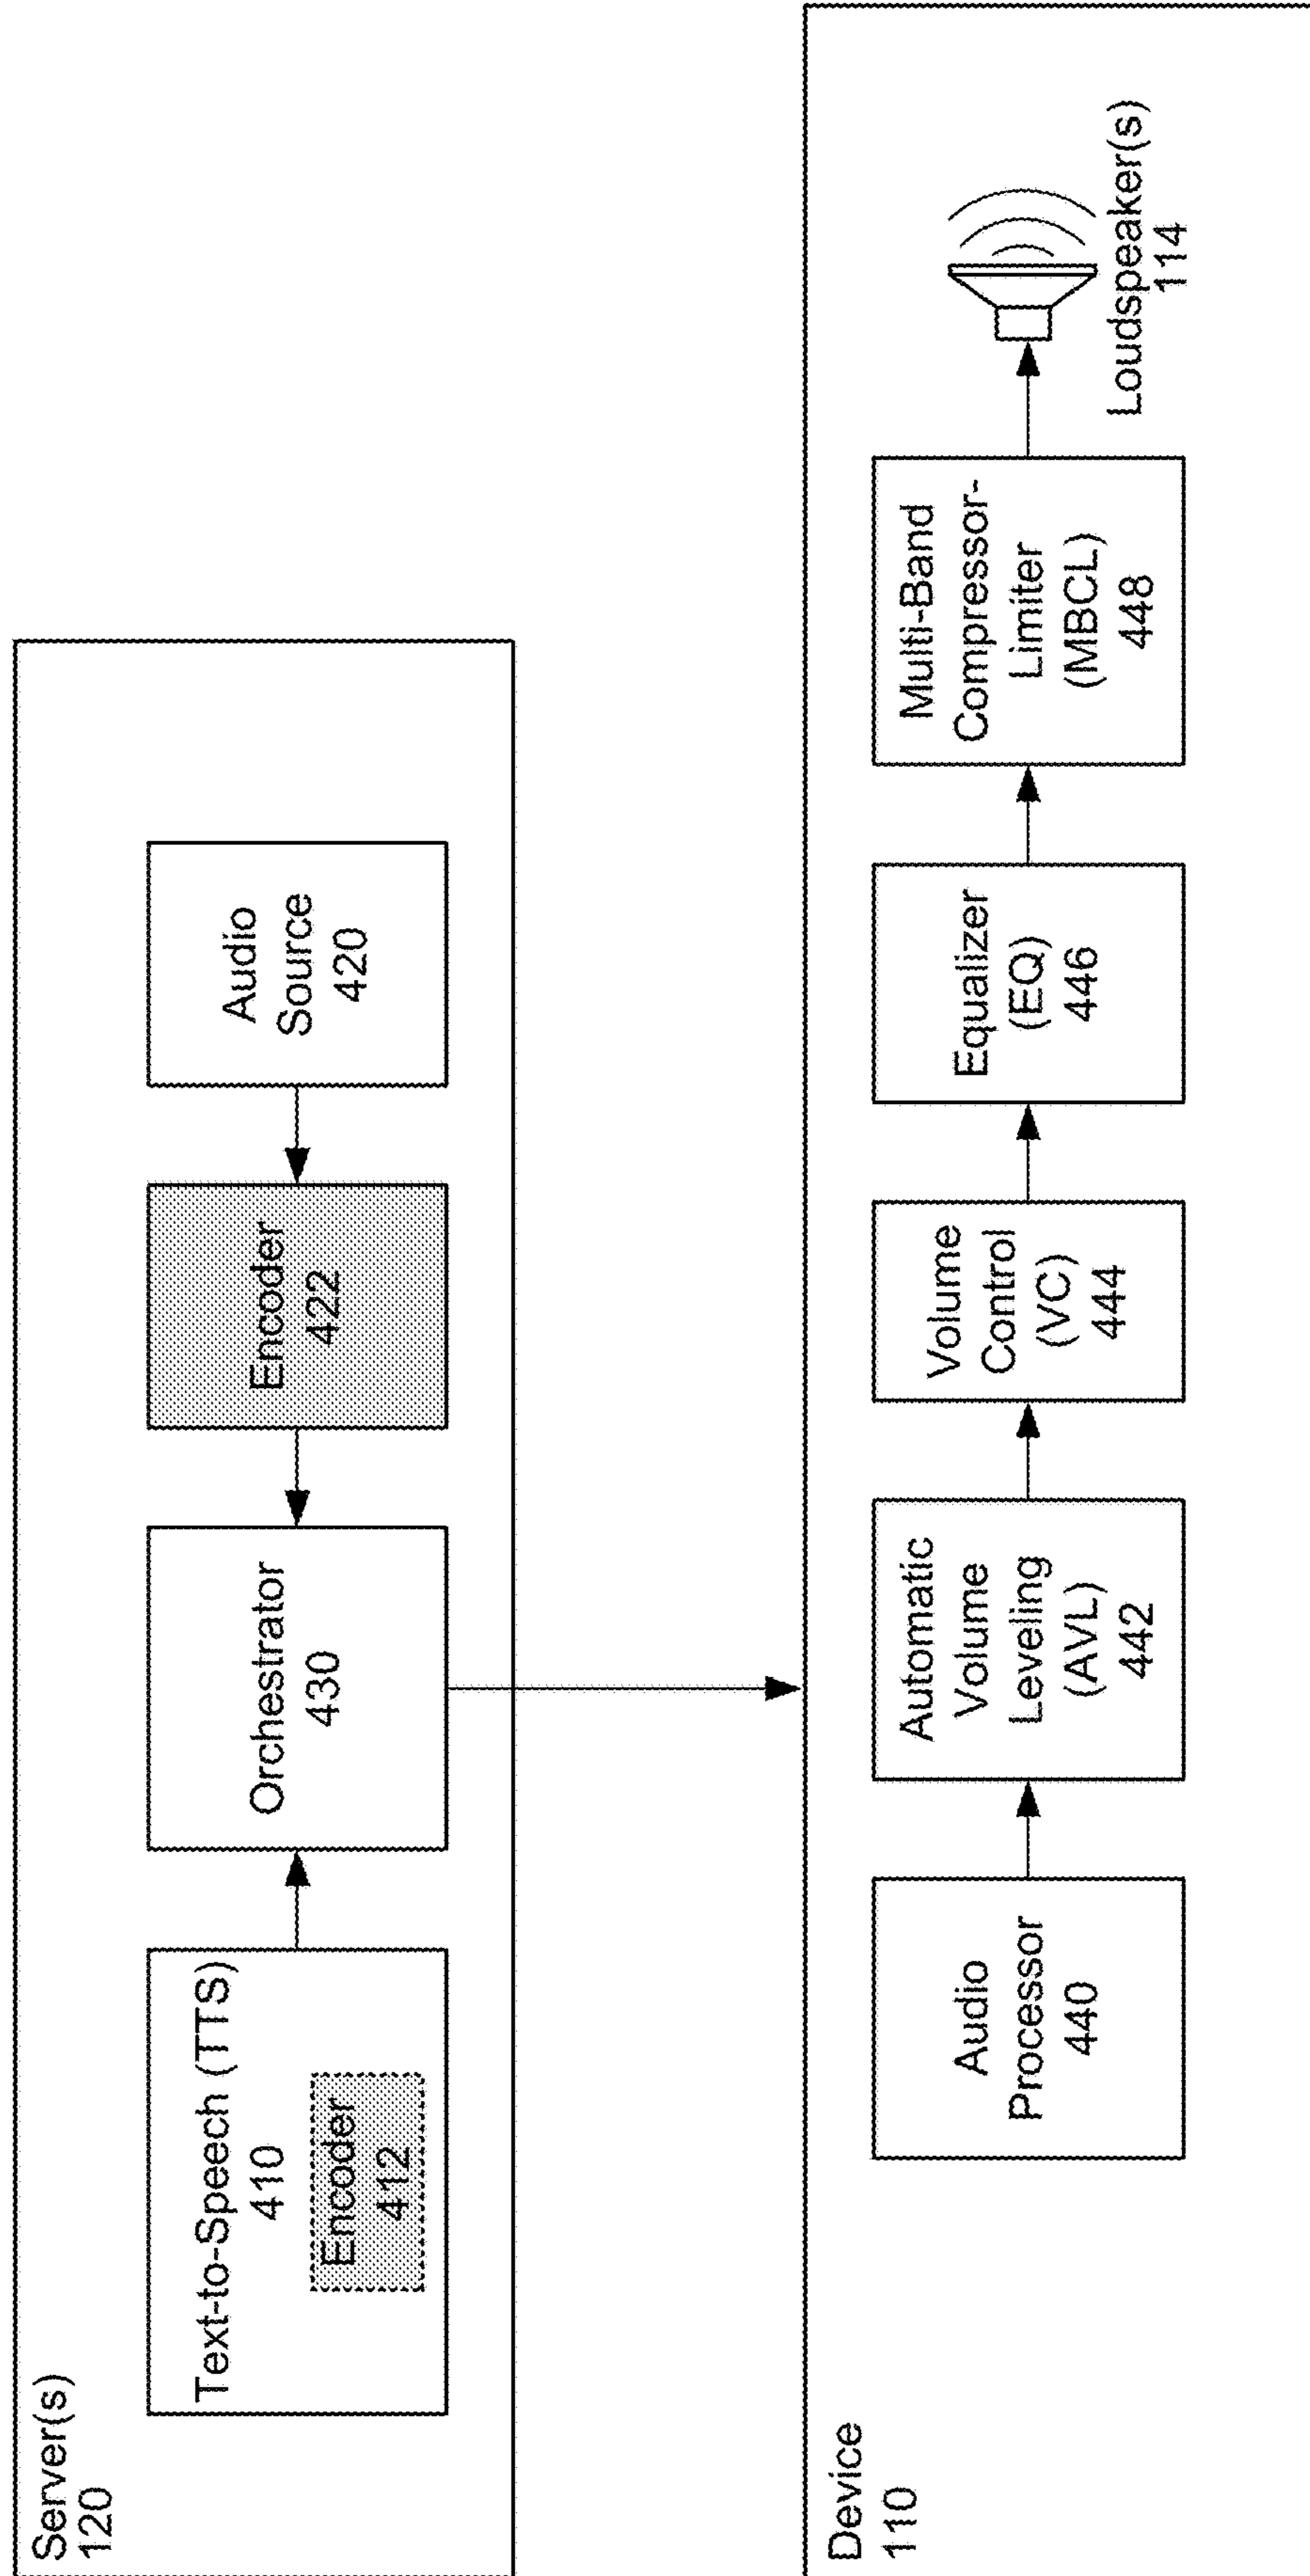 Server(s)
120
Text-to-Speech (TTS)
410
Encoder
412
Orchestrator
430
Encoder
422
Audio
Source
420
Device
110
Audio
Processor
440
Automatic
Volume
Leveling
(AVL)
442
Volume
Control
(VC)
444
Equalizer
(EQ)
446
Multi-Band
Compressor-
Limiter
(MBCL)
448
Loudspeaker(s)
114